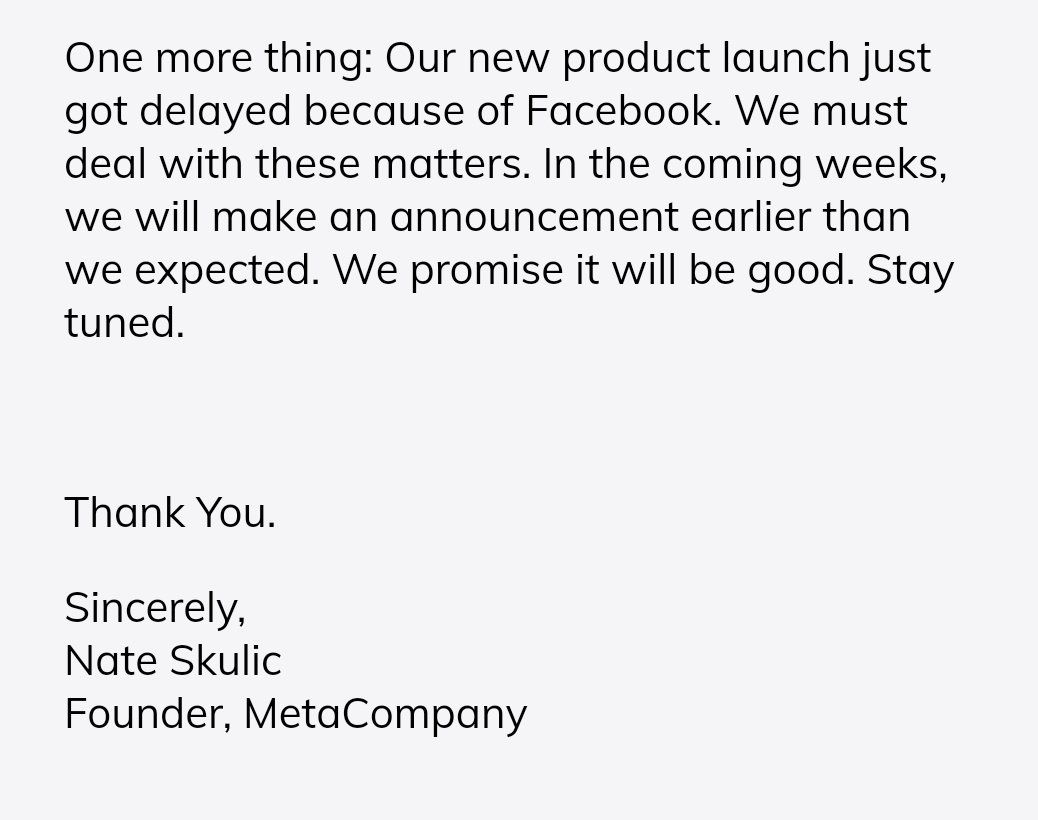 One more thing: Our new product launch just
got delayed because of Facebook. We must
deal with these matters. In the coming weeks,
we will make an announcement earlier than
we expected. We promise it will be good. Stay
tuned.
Thank You.
Sincerely,
Nate Skulic
Founder, MetaCompany